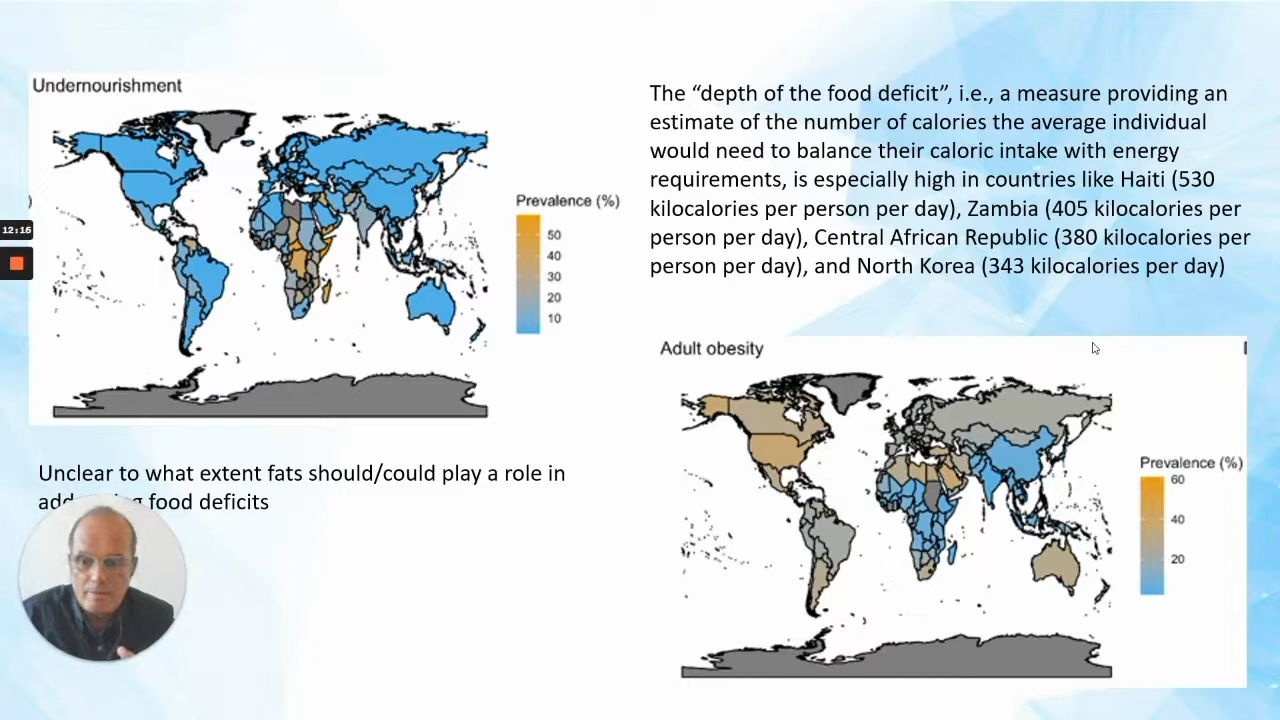 Undernourishment
Prevalence (%)
50
40
30
20
10
12:16
The “depth of the food deficit”, i.e., a measure providing an
estimate of the number of calories the average individual
would need to balance their caloric intake with energy
requirements, is especially high in countries like Haiti (530
kilocalories per person per day), Zambia (405 kilocalories per
person per day), Central African Republic (380 kilocalories per
person per day), and North Korea (343 kilocalories per day)
Unclear to what extent fats should/could play a role in
food deficits
Adult obesity
Prevalence (%)
60
40
20